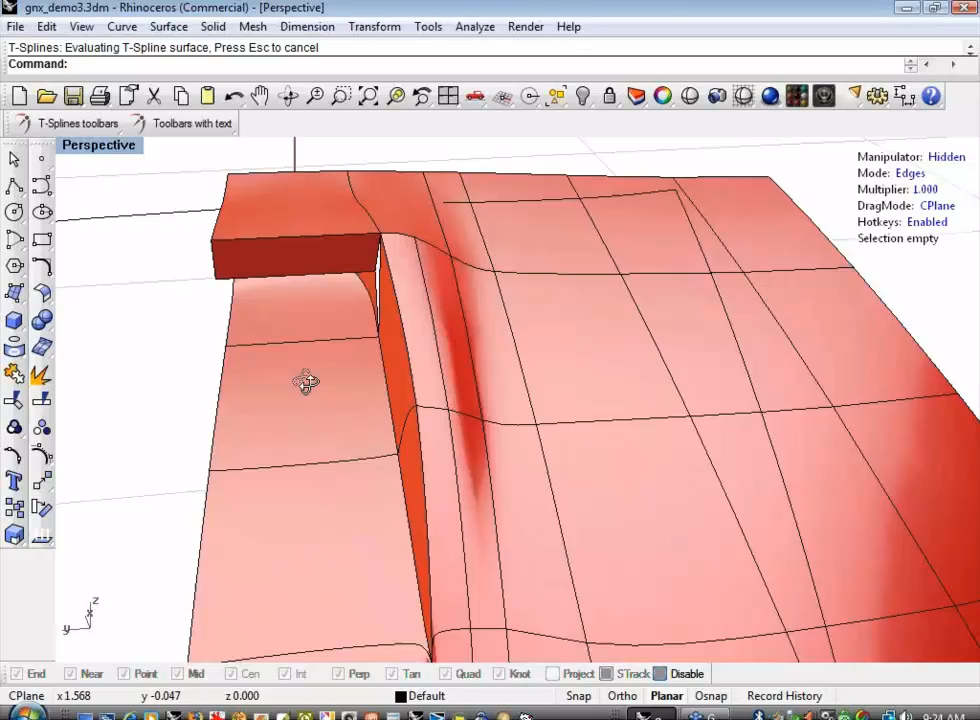 gnx_demo3.3dm - Rhinoceros (Commercial) - [Perspective]
File Edit View Curve Surface Solid Mesh Dimension Transform Tools Analyze Render Help
T-Splines: Evaluating T-Spline surface, Press Esc to cancel
Command:
T-Splines toolbars Toolbars with text
Perspective
Manipulator: Hidden
Mode: Edges
Multiplier: 1.000
DragMode: CPlane
Hotkeys: Enabled
Selection empty
z
x
y
End Near Point Mid Cen Int Perp Tan Quad Knot Project STrack Disable
CPlane x 1.568 y -0.047 z 0.000 Default Snap Ortho Planar Osnap Record History
9:24 AM